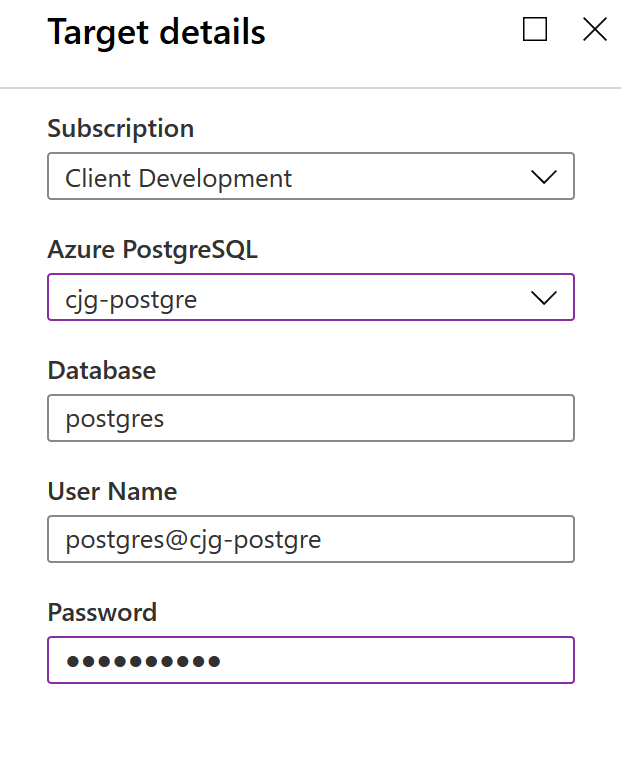 Target details
Subscription
Client Development
Azure PostgreSQL
cjg-postgre
Database
postgres
User Name
postgres@cjg-postgre
Password
●●●●●●●●●●